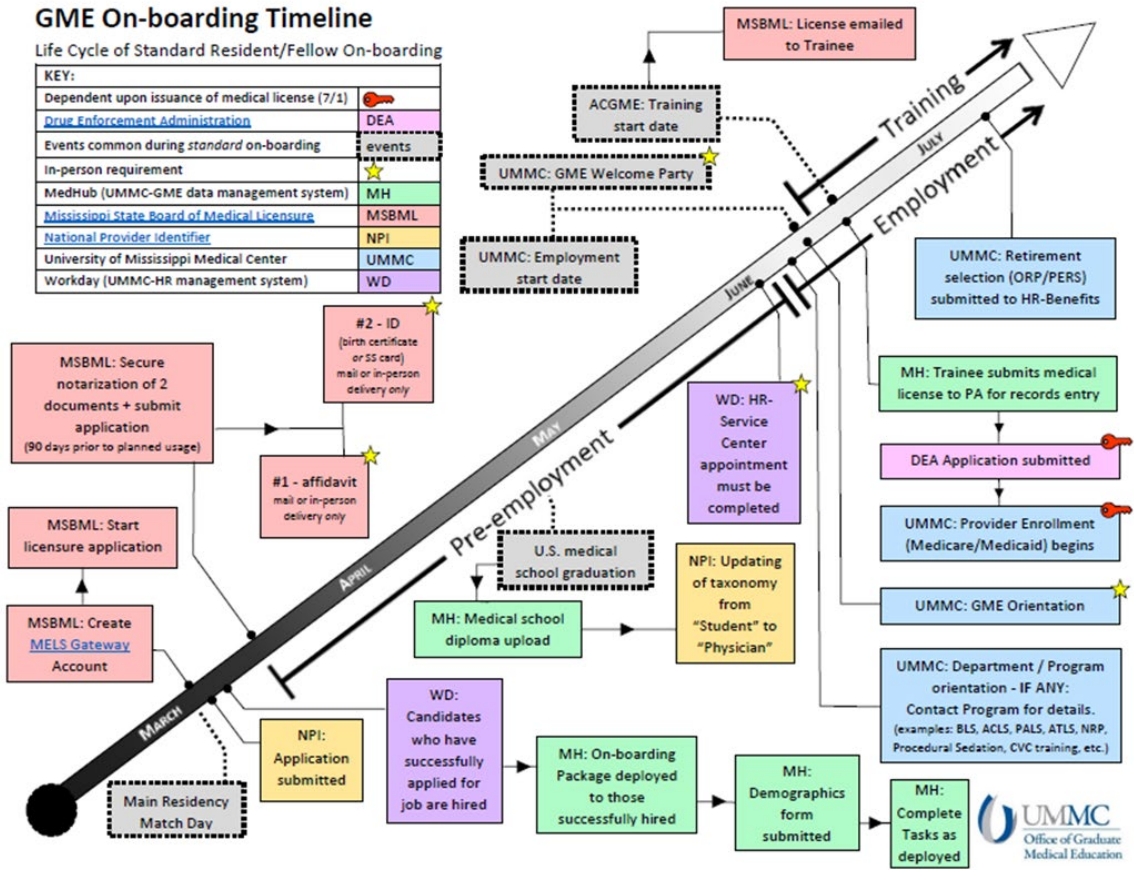 GME On-boarding Timeline
Life Cycle of Standard Resident/Fellow On-boarding
KEY:
Dependent upon issuance of medical license (7/1)
Drug Enforcement Administration DEA
Events common during standard on-boarding events
In-person requirement
MedHub (UMMC-GME data management system) MH
Mississippi State Board of Medical Licensure MSBML
National Provider Identifier NPI
University of Mississippi Medical Center UMMC
Workday (UMMC-HR management system) WD
MSBML: License emailed
to Trainee
ACGME: Training
start date
UMMC: GME Welcome Party
UMMC: Employment
start date
Training
Employment
Pre-employment
JULY
JUNE
MAY
APRIL
MARCH
UMMC: Retirement
selection (ORP/PERS)
submitted to HR-Benefits
#2 - ID
(birth certificate
or SS card)
mail or in-person
delivery only
MSBML: Secure
notarization of 2
documents + submit
application
(90 days prior to planned usage)
#1 - affidavit
mail or in-person
delivery only
MSBML: Start
licensure application
MSBML: Create
MELS Gateway
Account
WD: HR-
Service
Center
appointment
must be
completed
MH: Trainee submits medical
license to PA for records entry
DEA Application submitted
UMMC: Provider Enrollment
(Medicare/Medicaid) begins
UMMC: GME Orientation
UMMC: Department / Program
orientation - IF ANY:
Contact Program for details.
(examples: BLS, ACLS, PALS, ATLS, NRP,
Procedural Sedation, CVC training, etc.)
U.S. medical
school graduation
MH: Medical school
diploma upload
NPI: Updating
of taxonomy
from
“Student” to
“Physician”
Main Residency
Match Day
NPI:
Application
submitted
WD:
Candidates
who have
successfully
applied for
job are hired
MH: On-boarding
Package deployed
to those
successfully hired
MH:
Demographics
form
submitted
MH:
Complete
Tasks as
deployed
UMMC
Office of Graduate
Medical Education